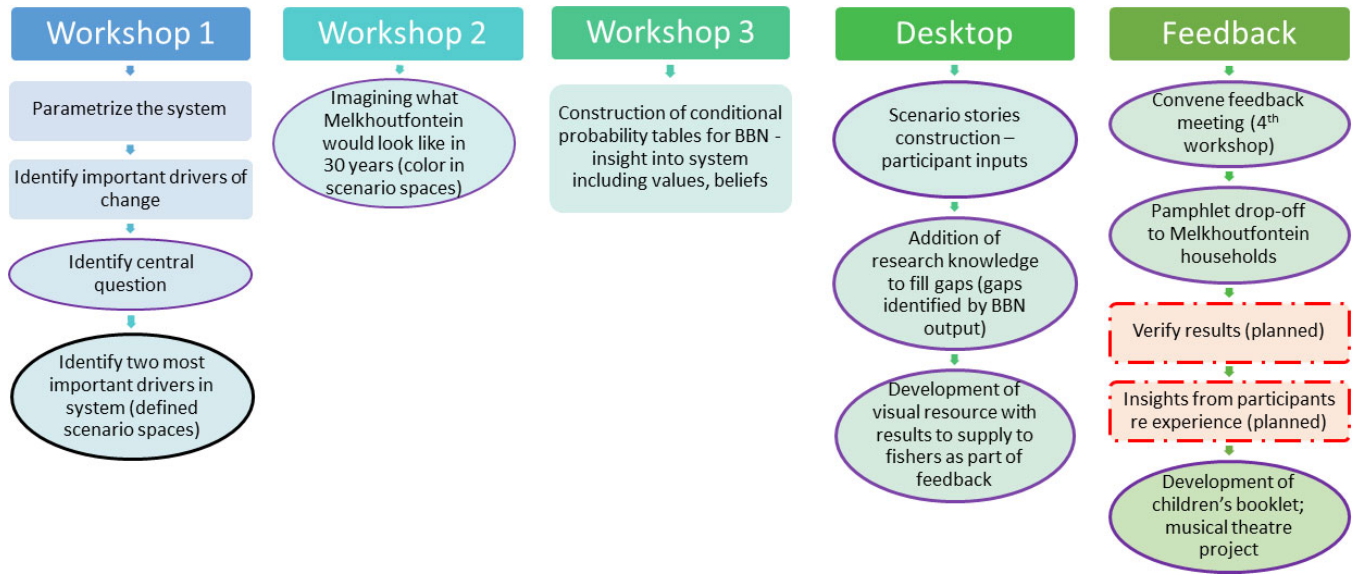 Workshop 1
Parametrize the system
Identify important drivers of
change
Identify central
question
Identify two most
important drivers in
system (defined
scenario spaces)
Workshop 2
Imagining what
Melkhoutfontein
would look like in
30 years (color in
scenario spaces)
Workshop 3
Construction of conditional
probability tables for BBN -
insight into system
including values, beliefs
Desktop
Scenario stories
construction –
participant inputs
Addition of
research knowledge
to fill gaps (gaps
identified by BBN
output)
Development of
visual resource with
results to supply to
fishers as part of
feedback
Feedback
Convene feedback
meeting (4th
workshop)
Pamphlet drop-off
to Melkhoutfontein
households
Verify results (planned)
Insights from participants
re experience (planned)
Development of
children’s booklet;
musical theatre
project